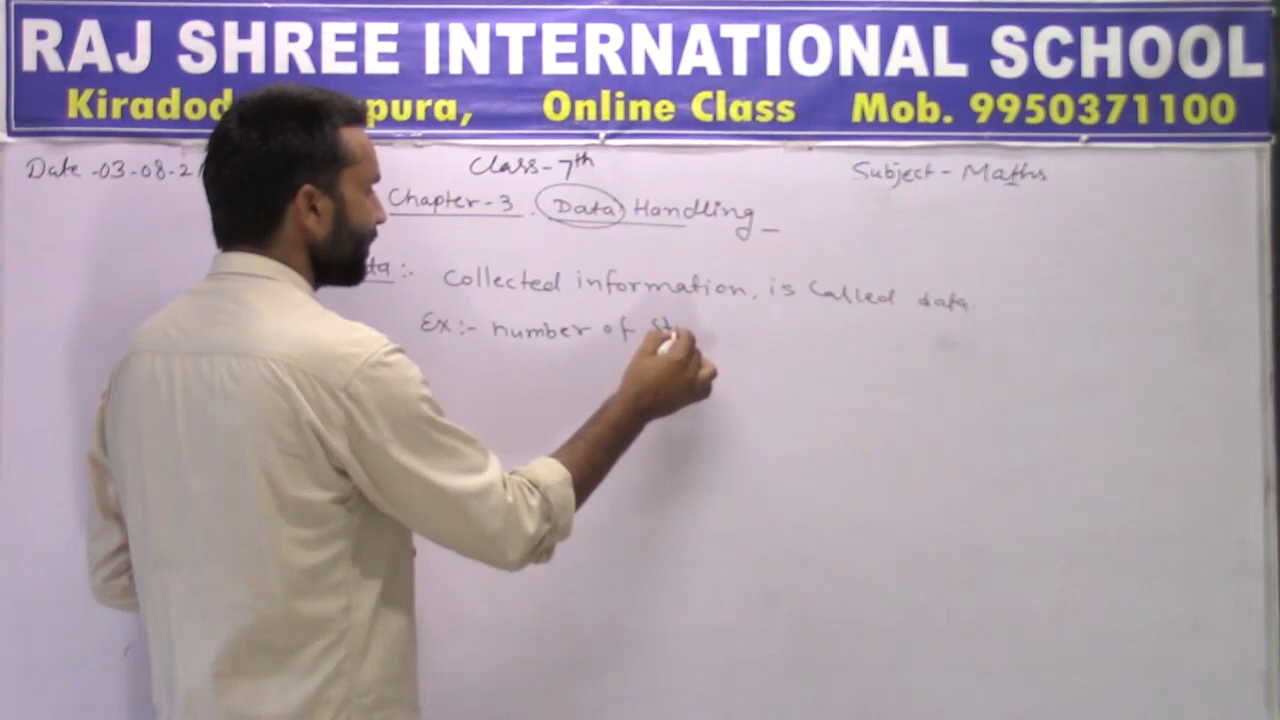 RAJ SHREE INTERNATIONAL SCHOOL
Kiradod pura, Online Class Mob. 9950371100
Date -03-08-21 Class-7th Subject - Maths
Chapter-3 . Data Handling
ta :- Collected information, is Called data.
Ex:- number of St